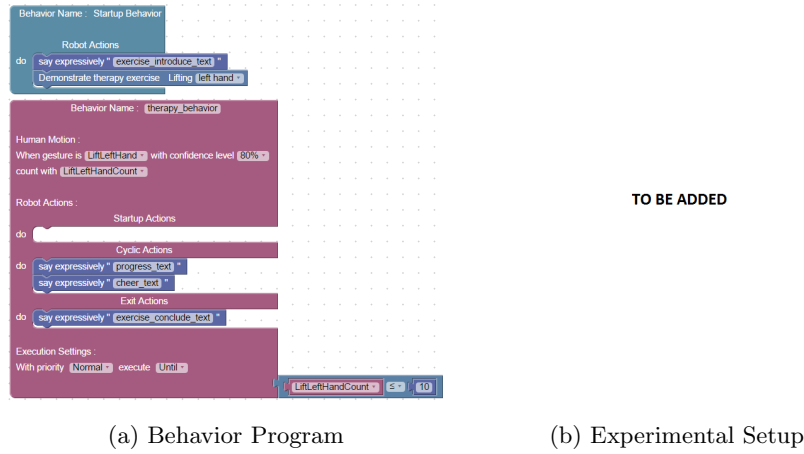 Behavior Name : Startup Behavior
Robot Actions
do say expressively " exercise_introduce_text "
Demonstrate therapy exercise Lifting left hand
Behavior Name : therapy_behavior
Human Motion :
When gesture is LiftLeftHand with confidence level 80%
count with LiftLeftHandCount
Robot Actions :
Startup Actions
do
Cyclic Actions
do say expressively " progress_text "
say expressively " cheer_text "
Exit Actions
do say expressively " exercise_conclude_text "
Execution Settings :
With priority Normal execute Until
LiftLeftHandCount ≤ 10
TO BE ADDED
(a) Behavior Program
(b) Experimental Setup